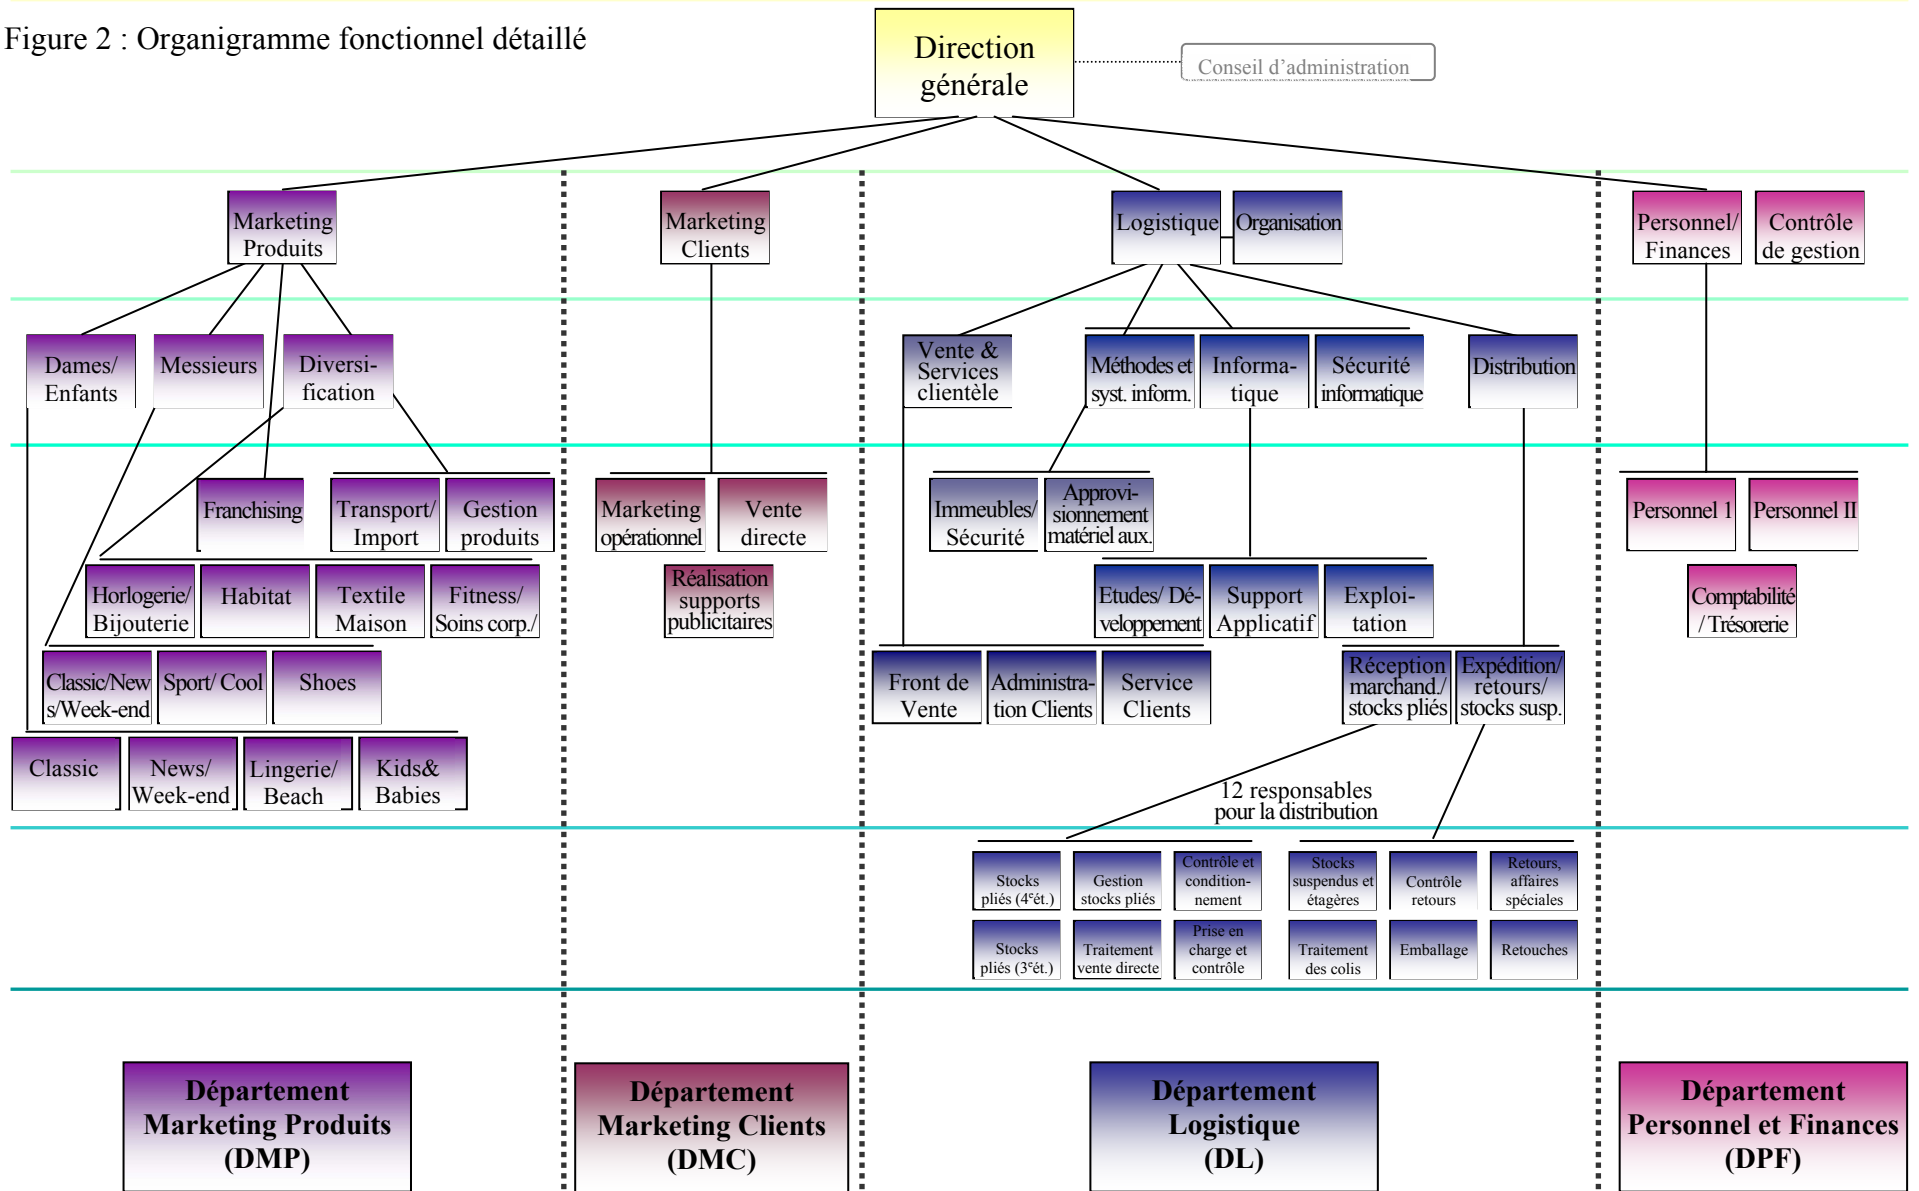 Figure 2 : Organigramme fonctionnel détaillé
Direction
générale
Conseil d’administration
Marketing
Produits
Marketing
Clients
Logistique
Organisation
Personnel/
Finances
Contrôle
de gestion
Dames/
Enfants
Messieurs
Diversi-
fication
Vente &
Services
clientèle
Méthodes et
syst. inform.
Informa-
tique
Sécurité
informatique
Distribution
Franchising
Transport/
Import
Gestion
produits
Marketing
opérationnel
Vente
directe
Immeubles/
Sécurité
Approvi-
sionnement
matériel aux.
Personnel 1
Personnel II
Horlogerie/
Bijouterie
Habitat
Textile
Maison
Fitness/
Soins corp./
Réalisation
supports
publicitaires
Etudes/ Dé-
veloppement
Support
Applicatif
Exploi-
tation
Comptabilité
/ Trésorerie
Classic/New
s/Week-end
Sport/ Cool
Shoes
Front de
Vente
Administra-
tion Clients
Service
Clients
Réception
marchand./
stocks pliés
Expédition/
retours/
stocks susp.
Classic
News/
Week-end
Lingerie/
Beach
Kids&
Babies
12 responsables
pour la distribution
Stocks
pliés (4eét.)
Gestion
stocks pliés
Contrôle et
condition-
nement
Stocks
suspendus et
étagères
Contrôle
retours
Retours,
affaires
spéciales
Stocks
pliés (3eét.)
Traitement
vente directe
Prise en
charge et
contrôle
Traitement
des colis
Emballage
Retouches
Département
Marketing Produits
(DMP)
Département
Marketing Clients
(DMC)
Département
Logistique
(DL)
Département
Personnel et Finances
(DPF)